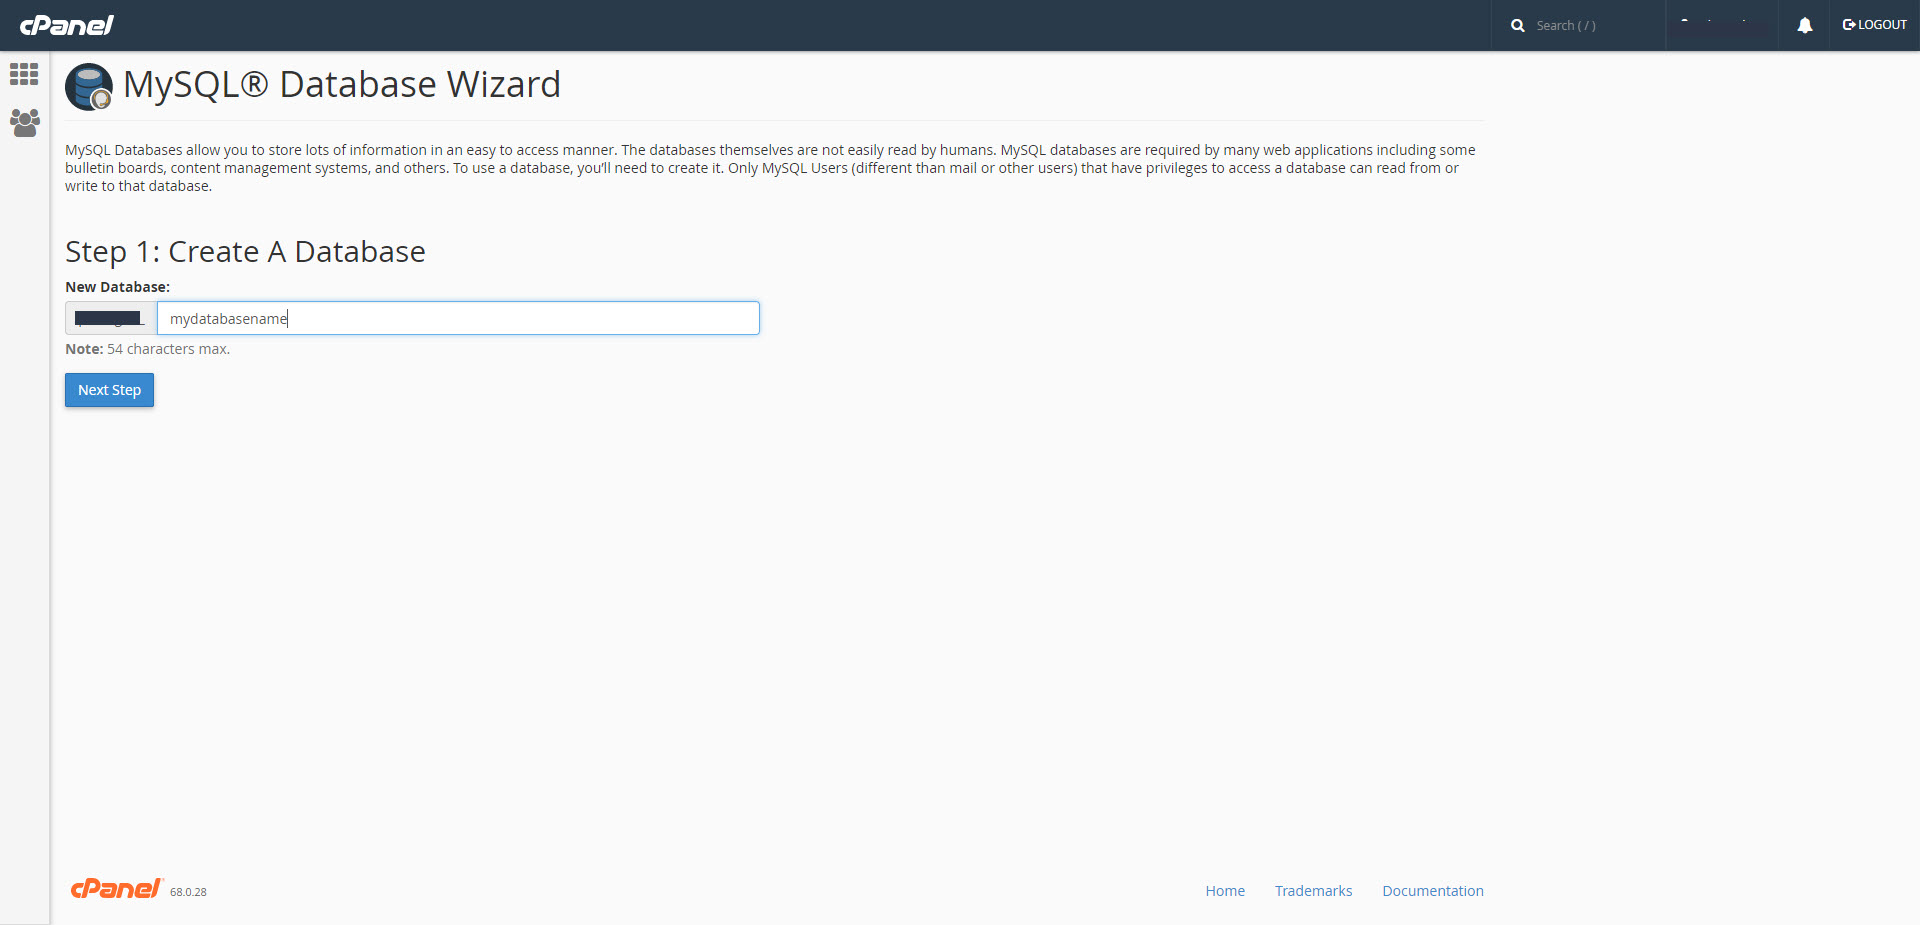 cPanel
Search ( / )
LOGOUT
MySQL® Database Wizard
MySQL Databases allow you to store lots of information in an easy to access manner. The databases themselves are not easily read by humans. MySQL databases are required by many web applications including some
bulletin boards, content management systems, and others. To use a database, you’ll need to create it. Only MySQL Users (different than mail or other users) that have privileges to access a database can read from or
write to that database.
Step 1: Create A Database
New Database:
mydatabasename
Note: 54 characters max.
Next Step
cPanel 68.0.28
Home Trademarks Documentation